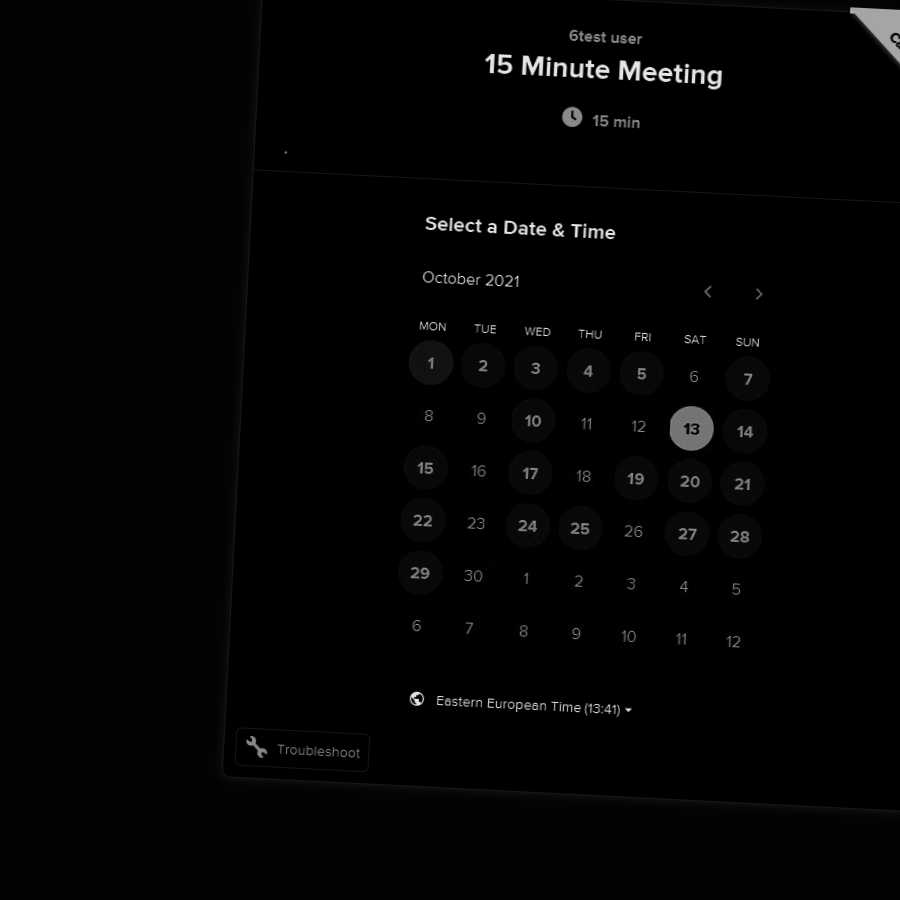 6test user
15 Minute Meeting
15 min
Select a Date & Time
October 2021
MON TUE WED THU FRI SAT SUN
1 2 3 4 5 6 7
8 9 10 11 12 13 14
15 16 17 18 19 20 21
22 23 24 25 26 27 28
29 30 1 2 3 4 5
6 7 8 9 10 11 12
Eastern European Time (13:41)
Troubleshoot